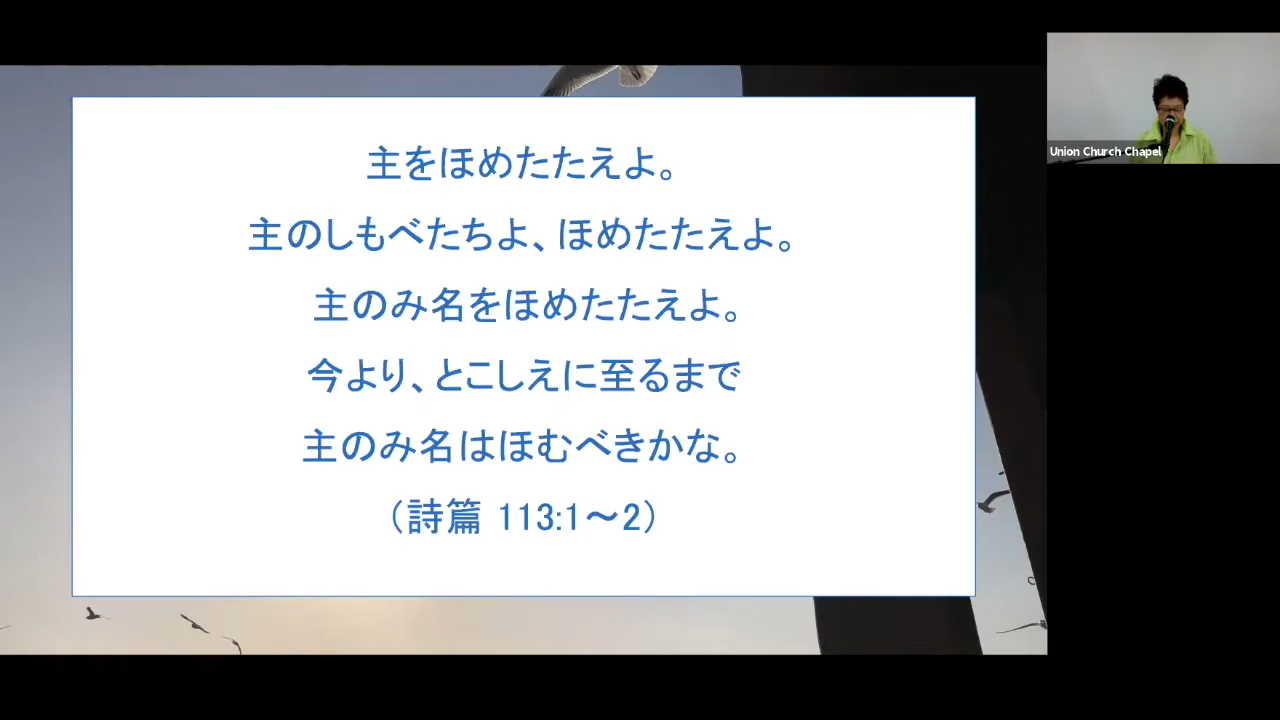 主をほめたたえよ。
主のしもべたちよ、ほめたたえよ。
主のみ名をほめたたえよ。
今より、とこしえに至るまで
主のみ名はほむべきかな。
（詩篇 113:1～2）
Union Church Chapel